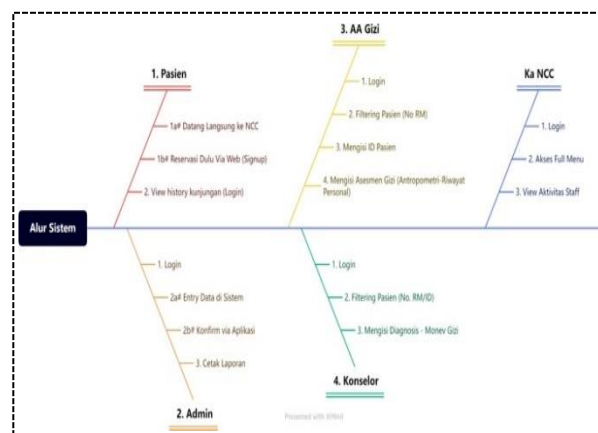 3. AA Gizi
1. Pasien
Ka NCC
1. Login
1a# Datang Langsung ke NCC
2. Filtering Pasien (No RM)
1. Login
1b# Reservasi Dulu Via Web (Signup)
3. Mengisi ID Pasien
2. Akses Full Menu
2. View history kunjungan (Login)
4. Mengisi Asesmen Gizi (Antropometri-Riwayat
Personal)
3. View Aktivitas Staff
Alur Sistem
1. Login
2a# Entry Data di Sistem
2b# Konfirm via Aplikasi
3. Cetak Laporan
2. Admin
1. Login
2. Filtering Pasien (No. RM/ID)
3. Mengisi Diagnosis - Monev Gizi
4. Konselor
Presented with XMind